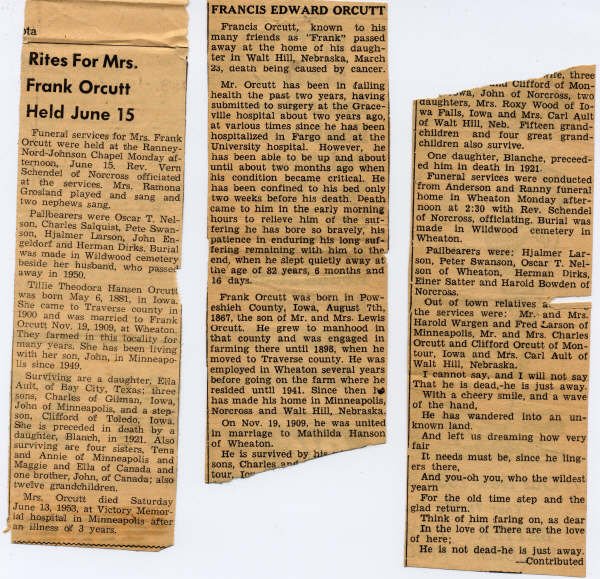 ota
Rites For Mrs.
Frank Orcutt
Held June 15
Funeral services for Mrs. Frank
Orcutt were held at the Ranney-
Nord-Johnson Chapel Monday af-
ternoon, June 15. Rev. Vern
Schendel of Norcross officiated
at the services. Mrs. Ramona
Grosland played and sang and
two nephews sang.
Pallbearers were Oscar T. Nel-
son, Charles Salquist, Pete Swan-
son, Hjalmer Larson, John En-
geldorf and Herman Dirks. Burial
was made in Wildwood cemetery
beside her husband, who passed
away in 1950.
Tillie Theodora Hansen Orcutt
was born May 6, 1881, in Iowa.
She came to Traverse county in
1900 and was married to Frank
Orcutt Nov. 19, 1909, at Wheaton.
They farmed in this locality for
many years. She has been living
with her son, John, in Minneapo-
lis since 1949.
Surviving are a daughter, Ella
Ault, of Bay City, Texas; three
sons, Charles of Gilman, Iowa,
John of Minneapolis, and a step-
son, Clifford of Toledo, Iowa.
She is preceded in death by a
daughter, Blanch, in 1921. Also
surviving are four sisters, Tena
and Annie of Minneapolis and
Maggie and Ella of Canada and
one brother, John, of Canada; also
twelve grandchildren.
Mrs. Orcutt died Saturday
June 13, 1953, at Victory Memor-
ial hospital in Minneapolis after
an illness of 3 years.
FRANCIS EDWARD ORCUTT
Francis Orcutt, known to his
many friends as "Frank" passed
away at the home of his daugh-
ter in Walt Hill, Nebraska, March
23, death being caused by cancer.
Mr. Orcutt has been in failing
health the past two years, having
submitted to surgery at the Grace-
ville hospital about two years ago,
at various times since he has been
hospitalized in Fargo and at the
University hospital. However, he
has been able to be up and about
until about two months ago when
his condition became critical. He
has been confined to his bed only
two weeks before his death. Death
came to him in the early morning
hours to relieve him of the suf-
fering he has bore so bravely, his
patience in enduring his long suf-
fering remaining with him to the
end, when he slept quietly away at
the age of 82 years, 6 months and
16 days.
Frank Orcutt was born in Pow-
eshieh County, Iowa, August 7th,
1867, the son of Mr. and Mrs. Lewis
Orcutt. He grew to manhood in
that county and was engaged in
farming there until 1898, when he
moved to Traverse county. He was
employed in Wheaton several years
before going on the farm where he
resided until 1941. Since then he
has made his home in Minneapolis,
Norcross and Walt Hill, Nebraska.
On Nov. 19, 1909, he was united
in marriage to Mathilda Hanson
of Wheaton.
He is survived by his
sons, Charles and
tour,
wife, three
Clifford of Mon-
Iowa, John of Norcross, two
daughters, Mrs. Roxy Wood of Io-
wa Falls, Iowa and Mrs. Carl Ault
of Walt Hill, Neb. Fifteen grand-
children and four great grand-
children also survive.
One daughter, Blanche, preceed-
ed him in death in 1921.
Funeral services were conducted
from Anderson and Ranny funeral
home in Wheaton Monday after-
noon at 2:30 with Rev. Schendel
of Norcross, offciating. Burial was
made in Wildwood cemetery in
Wheaton.
Pallbearers were; Hjalmer Lar-
son, Peter Swanson, Oscar T. Nels-
on of Wheaton, Herman Dirks,
Einer Satter and Harold Bowden of
Norcross.
Out of town relatives a
the services were: Mr. and Mrs.
Harold Wargen and Fred Larson of
Minneapolis, Mr. and Mrs. Charles
Orcutt and Clifford Orcutt of Mon-
tour, Iowa and Mrs. Carl Ault of
Walt Hill, Nebraska.
I cannot say, and I will not say
That he is dead,-he is just away.
With a cheery smile, and a wave
of the hand,
He has wandered into an un-
known land.
And left us dreaming how very
fair
It needs must be, since he ling-
ers there,
And you-oh you, who the wildest
yearn
For the old time step and the
glad return.
Think of him faring on, as dear
In the love of There are the love
of here;
He is not dead-he is just away.
—Contributed